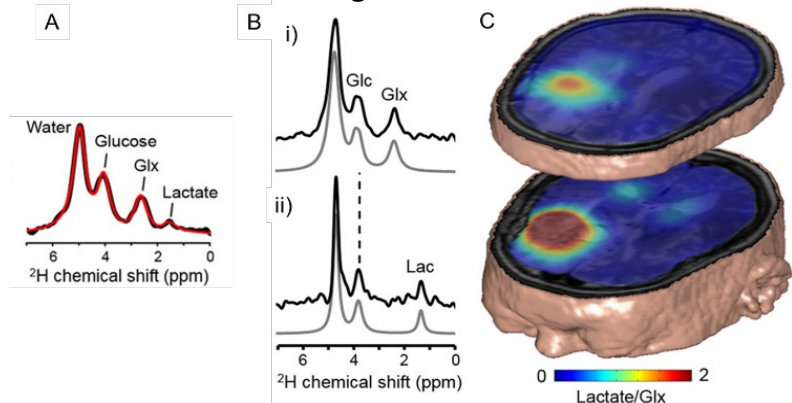 A
Water
Glucose
Glx
Lactate
6 4 2 0
²H chemical shift (ppm)
B
i)
Glc
Glx
ii)
Lac
6 4 2 0
²H chemical shift (ppm)
C
0 2
Lactate/Glx